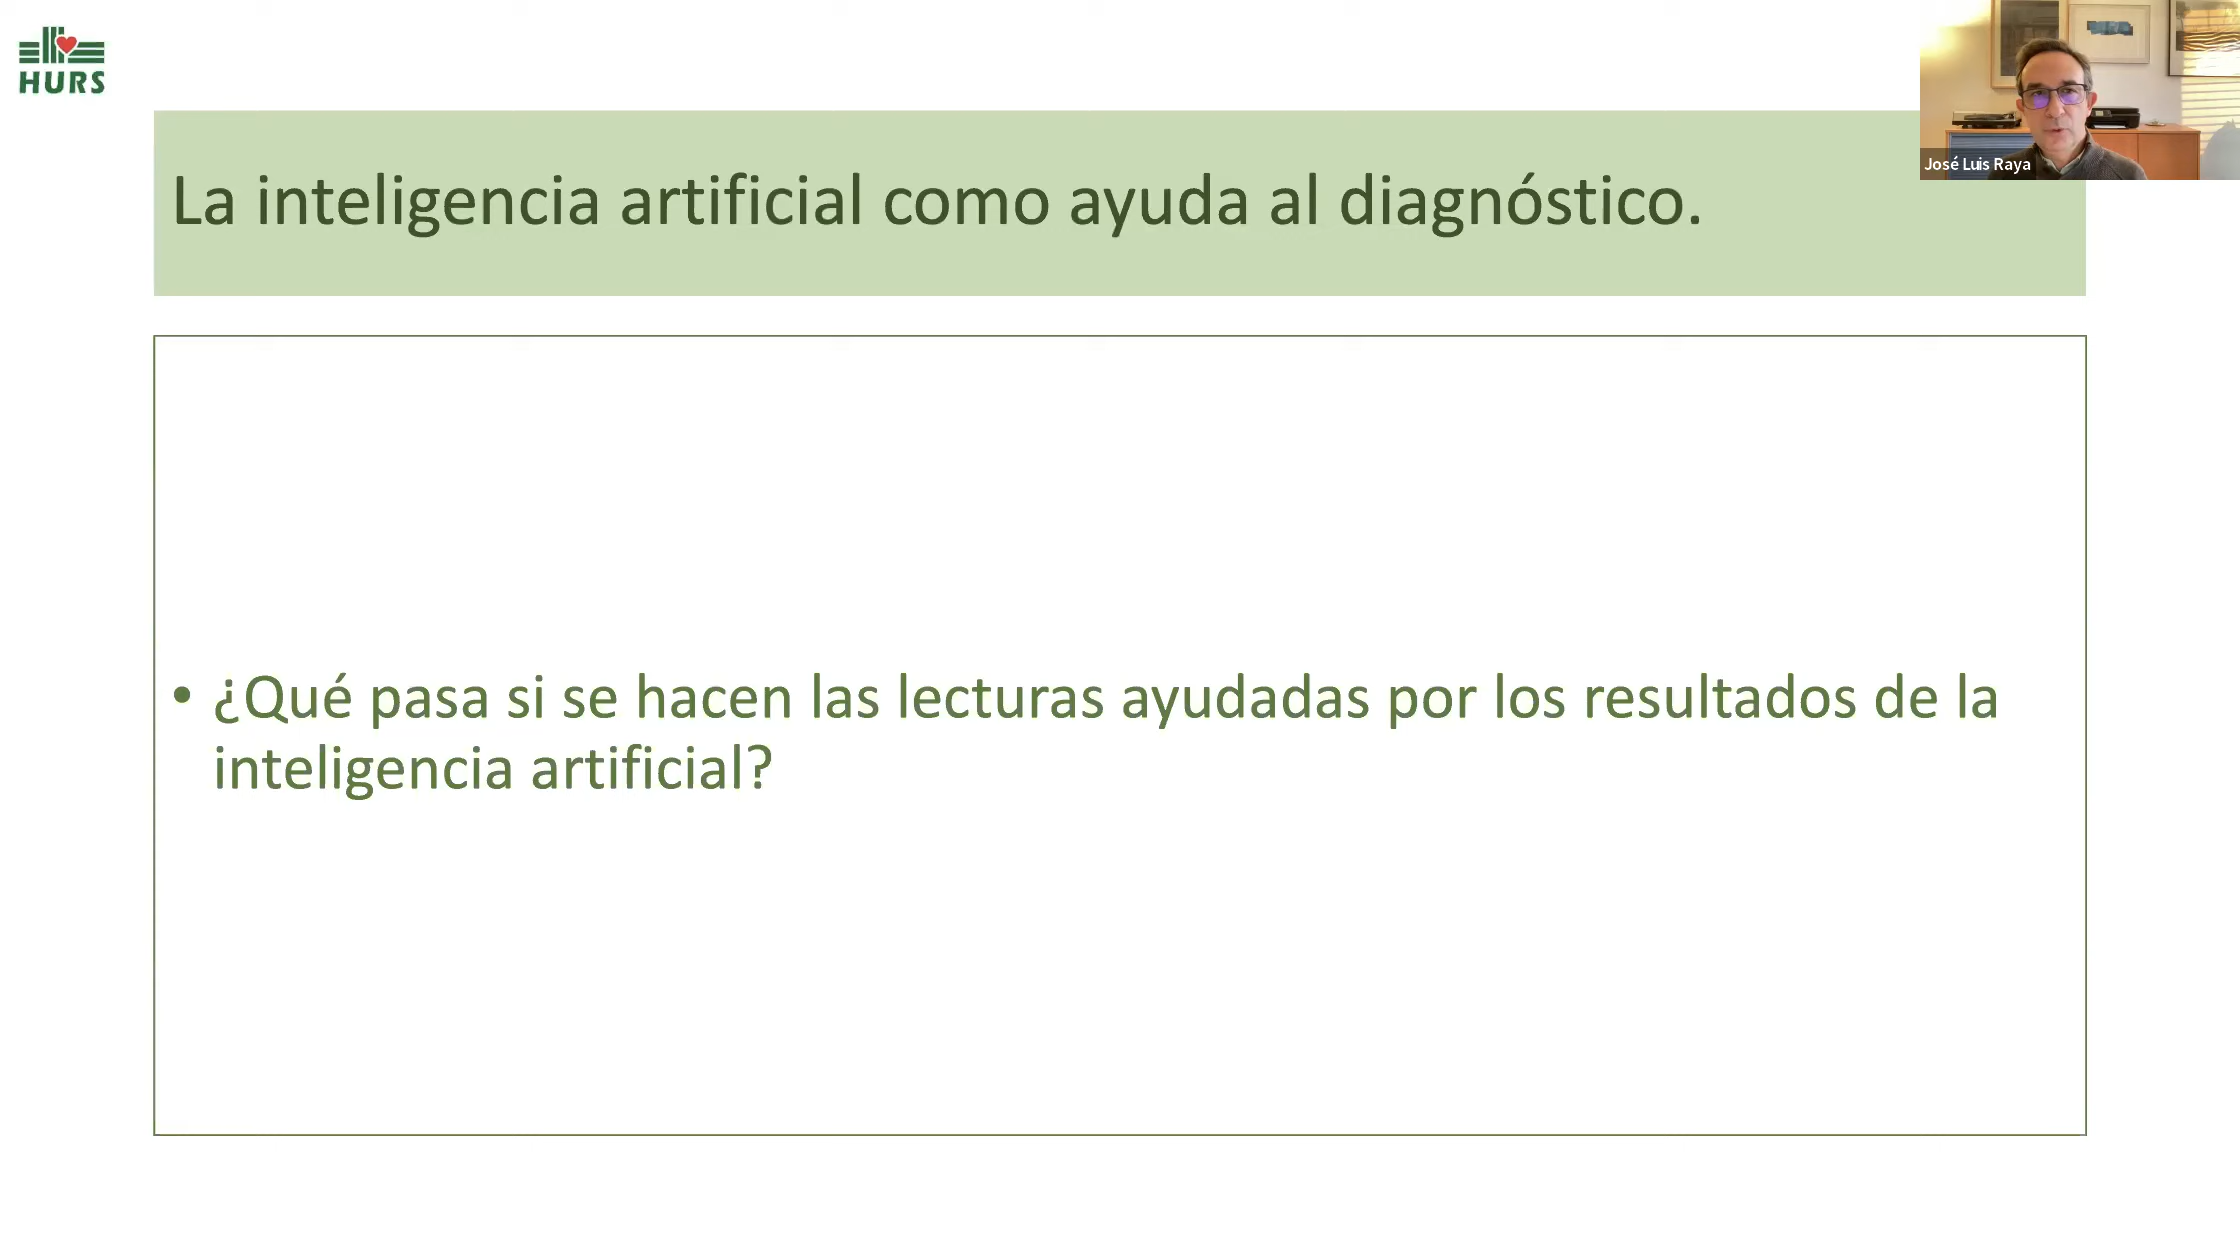 HURS
José Luis Raya
La inteligencia artificial como ayuda al diagnóstico.
• ¿Qué pasa si se hacen las lecturas ayudadas por los resultados de la
inteligencia artificial?